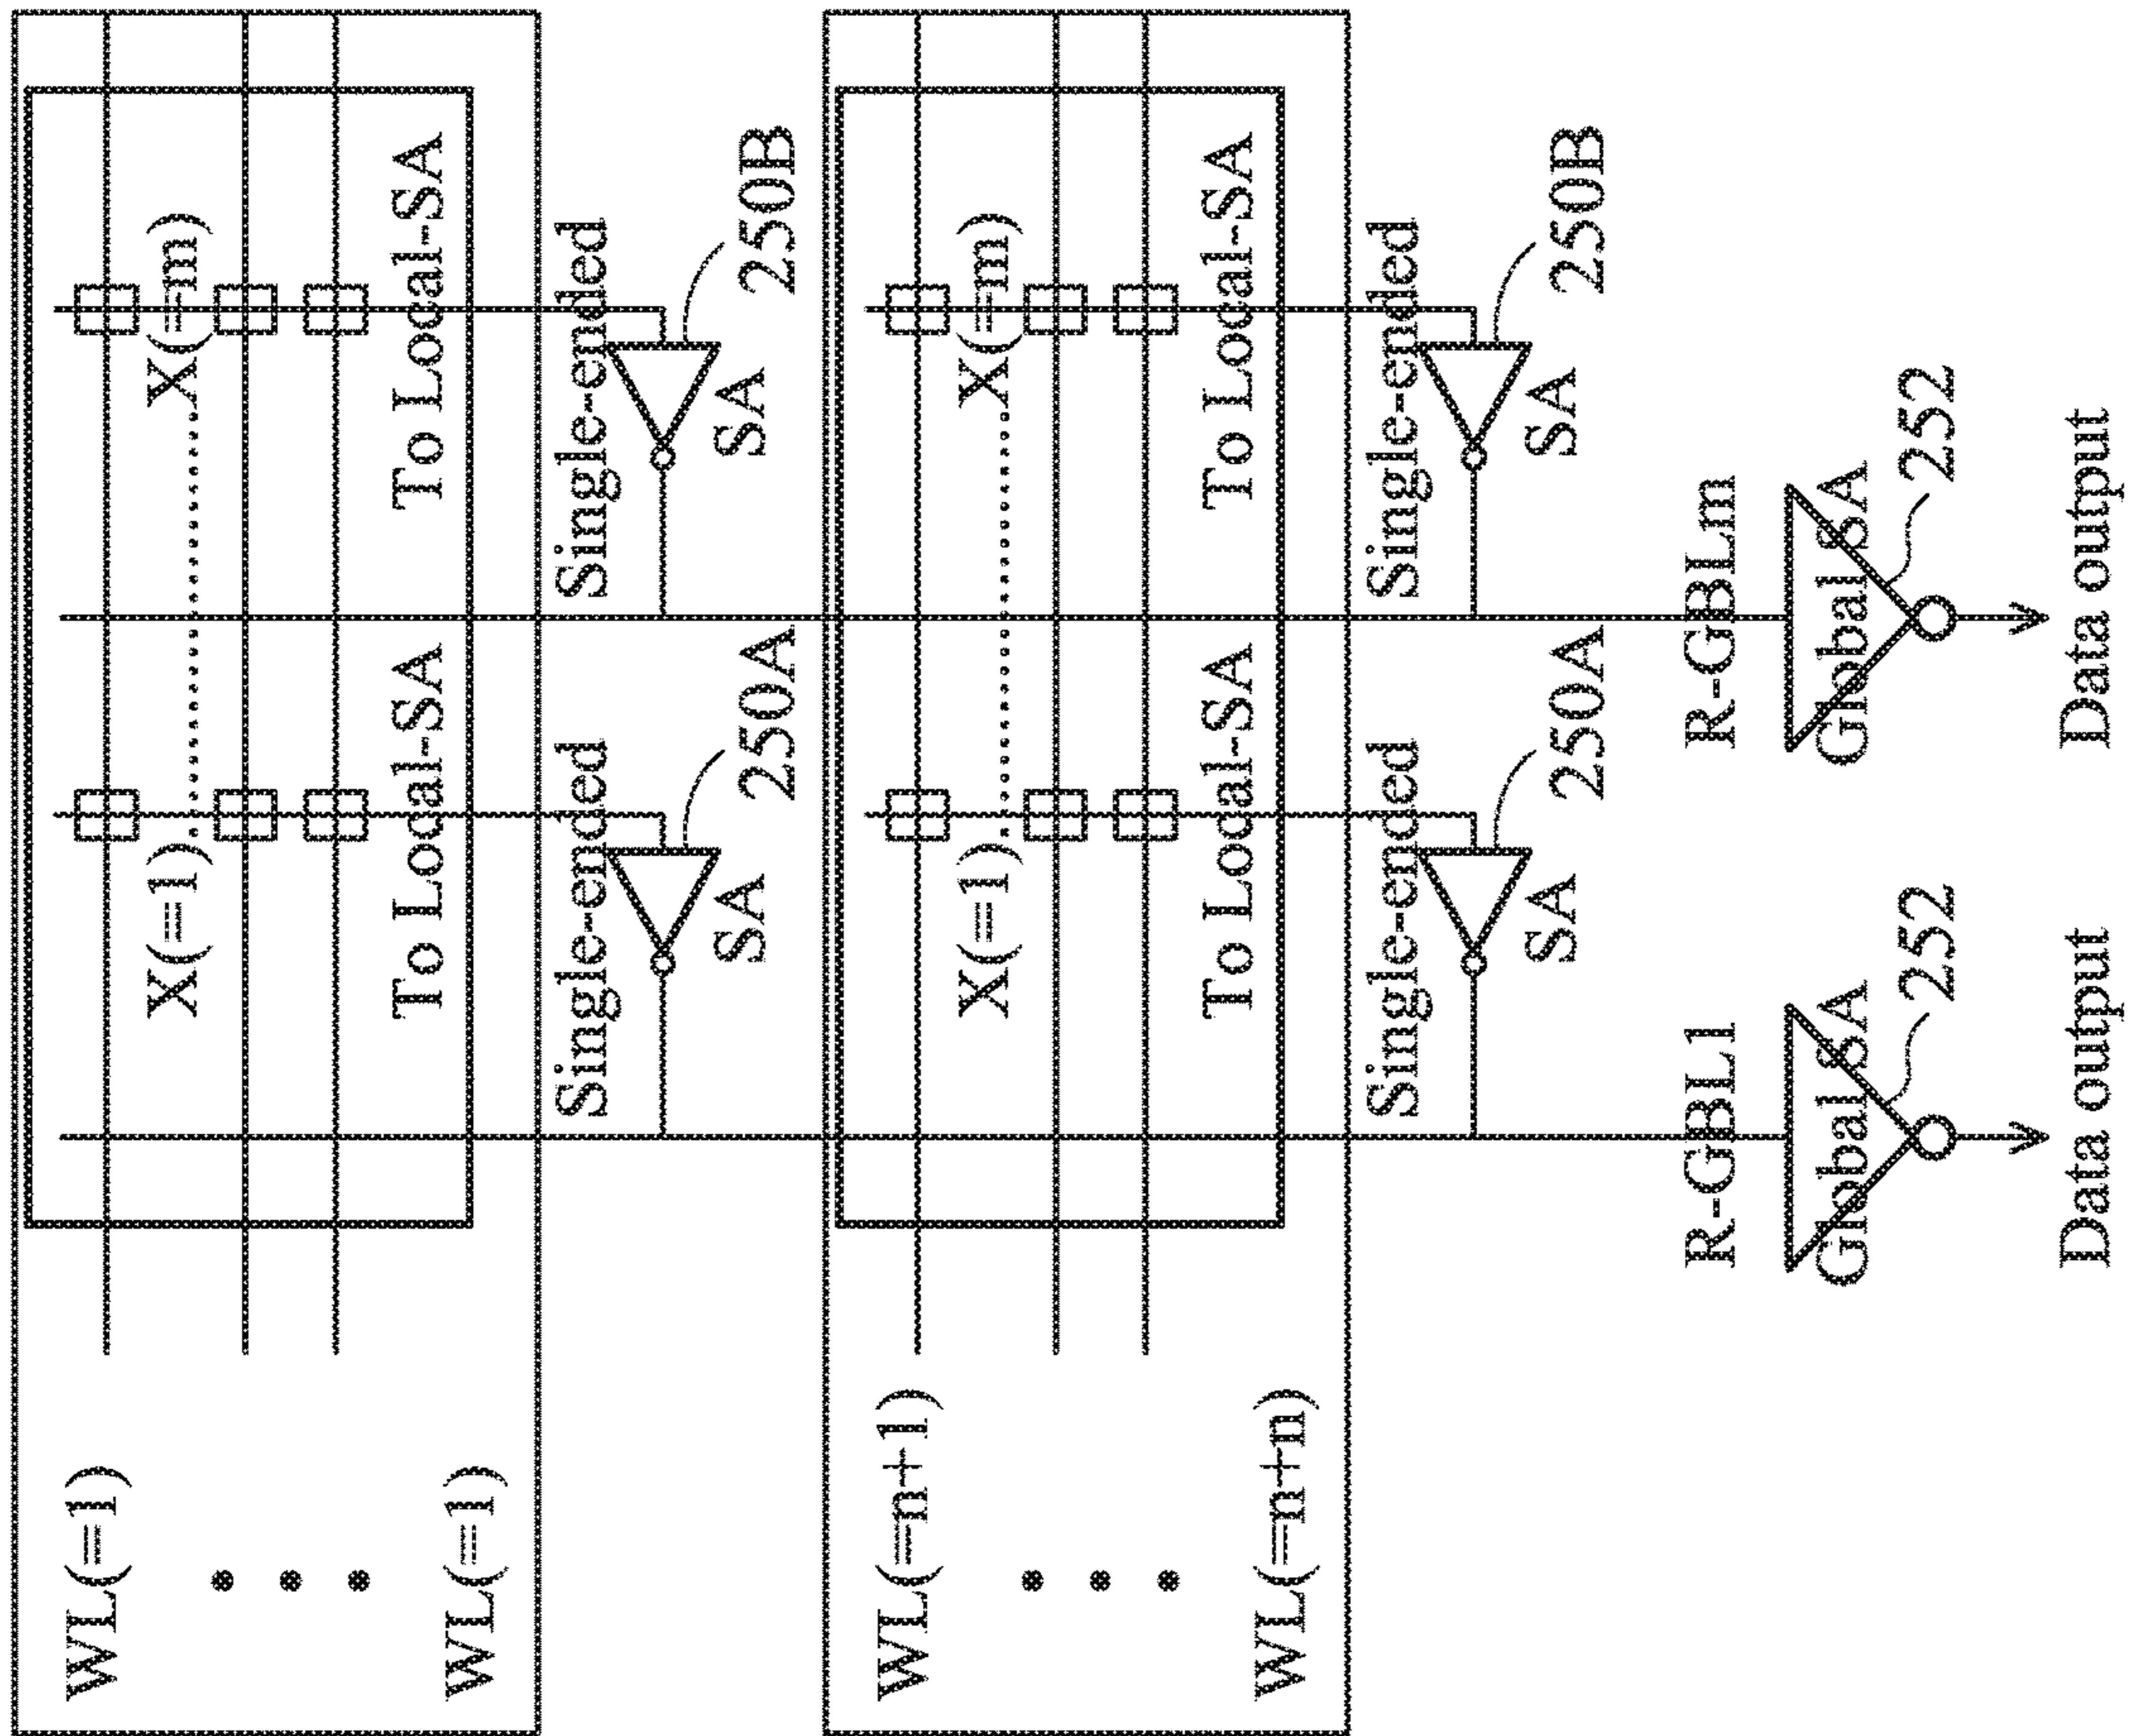 WL(=1)
X(=1)
X(=m)
To Local-SA
To Local-SA
WL(=1)
Single-ended
Single-ended
SA
SA
250A
250B
WL(=n+1)
X(=1)
X(=m)
To Local-SA
To Local-SA
WL(=n+n)
Single-ended
Single-ended
SA
SA
250A
250B
R-GBL1
R-GBLm
Global SA
Global SA
252
252
Data output
Data output